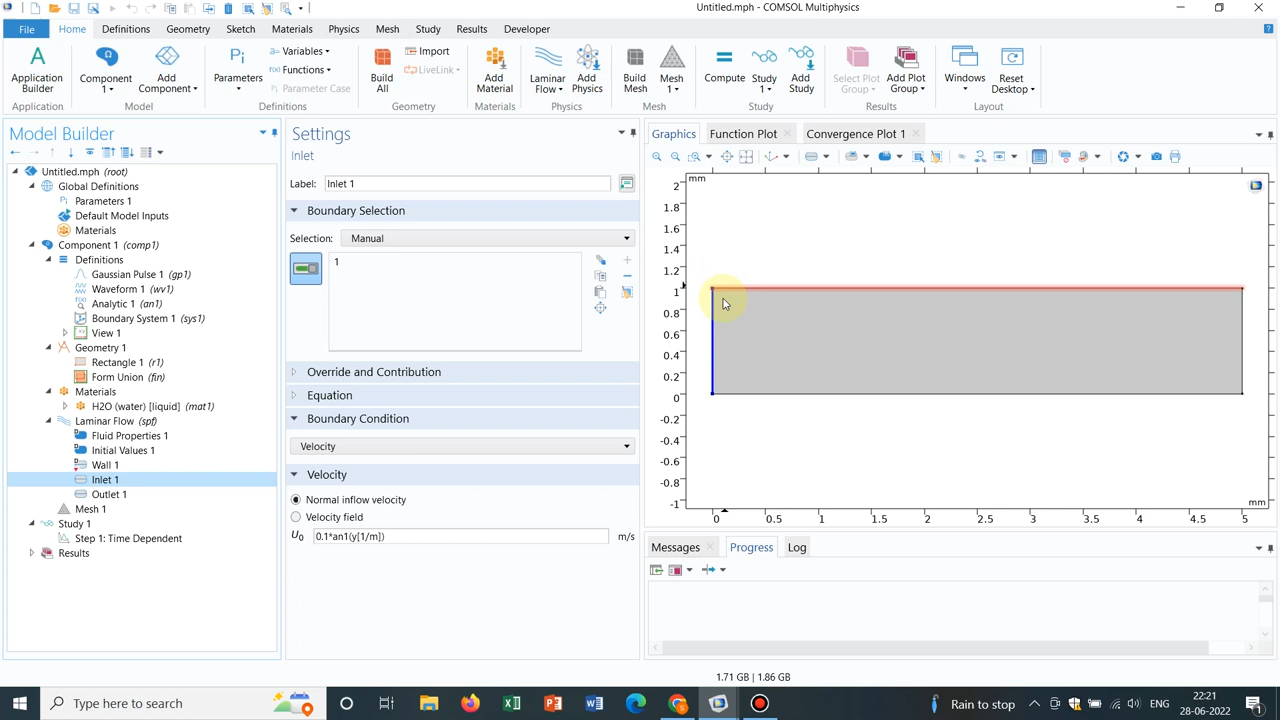 Untitled.mph - COMSOL Multiphysics
File Home Definitions Geometry Sketch Materials Physics Mesh Study Results Developer
Application Builder
Component 1
Add Component
Parameters
a= Variables
f(x) Functions
Pi Parameter Case
Build All
Import
LiveLink
Add Material
Laminar Flow
Add Physics
Build Mesh
Mesh 1
Compute
Study 1
Add Study
Select Plot Group
Add Plot Group
Windows
Reset Desktop
Application Model Definitions Geometry Materials Physics Mesh Study Results Layout
Model Builder
Untitled.mph (root)
Global Definitions
Pi Parameters 1
Default Model Inputs
Materials
Component 1 (comp1)
Definitions
Gaussian Pulse 1 (gp1)
Waveform 1 (wv1)
Analytic 1 (an1)
Boundary System 1 (sys1)
View 1
Geometry 1
Rectangle 1 (r1)
Form Union (fin)
Materials
H2O (water) [liquid] (mat1)
Laminar Flow (spf)
Fluid Properties 1
Initial Values 1
Wall 1
Inlet 1
Outlet 1
Mesh 1
Study 1
Step 1: Time Dependent
Results
Settings
Inlet
Label: Inlet 1
Boundary Selection
Selection: Manual
1
Override and Contribution
Equation
Boundary Condition
Velocity
Velocity
Normal inflow velocity
Velocity field
U0 0.1*an1(y[1/m]) m/s
Graphics Function Plot Convergence Plot 1
mm
2
1.8
1.6
1.4
1.2
1
0.8
0.6
0.4
0.2
0
-0.2
-0.4
-0.6
-0.8
-1
mm
0 0.5 1 1.5 2 2.5 3 3.5 4 4.5 5
Messages Progress Log
1.71 GB | 1.86 GB
Type here to search
Rain to stop
ENG
22:21
28-06-2022